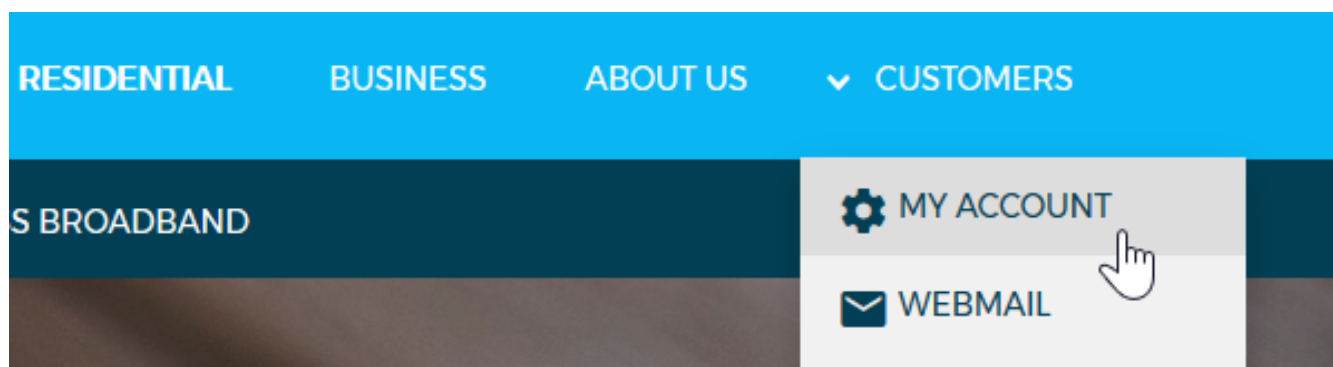 RESIDENTIAL BUSINESS ABOUT US CUSTOMERS
S BROADBAND
MY ACCOUNT
WEBMAIL